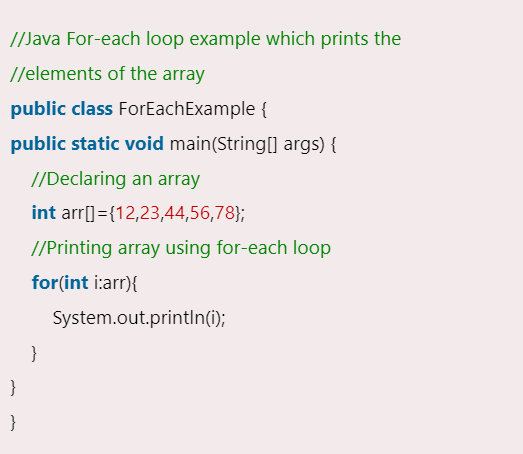 //Java For-each loop example which prints the
//elements of the array
public class ForEachExample {
public static void main(String[] args) {
//Declaring an array
int arr[]={12,23,44,56,78};
//Printing array using for-each loop
for(int i:arr){
System.out.println(i);
}
}
}